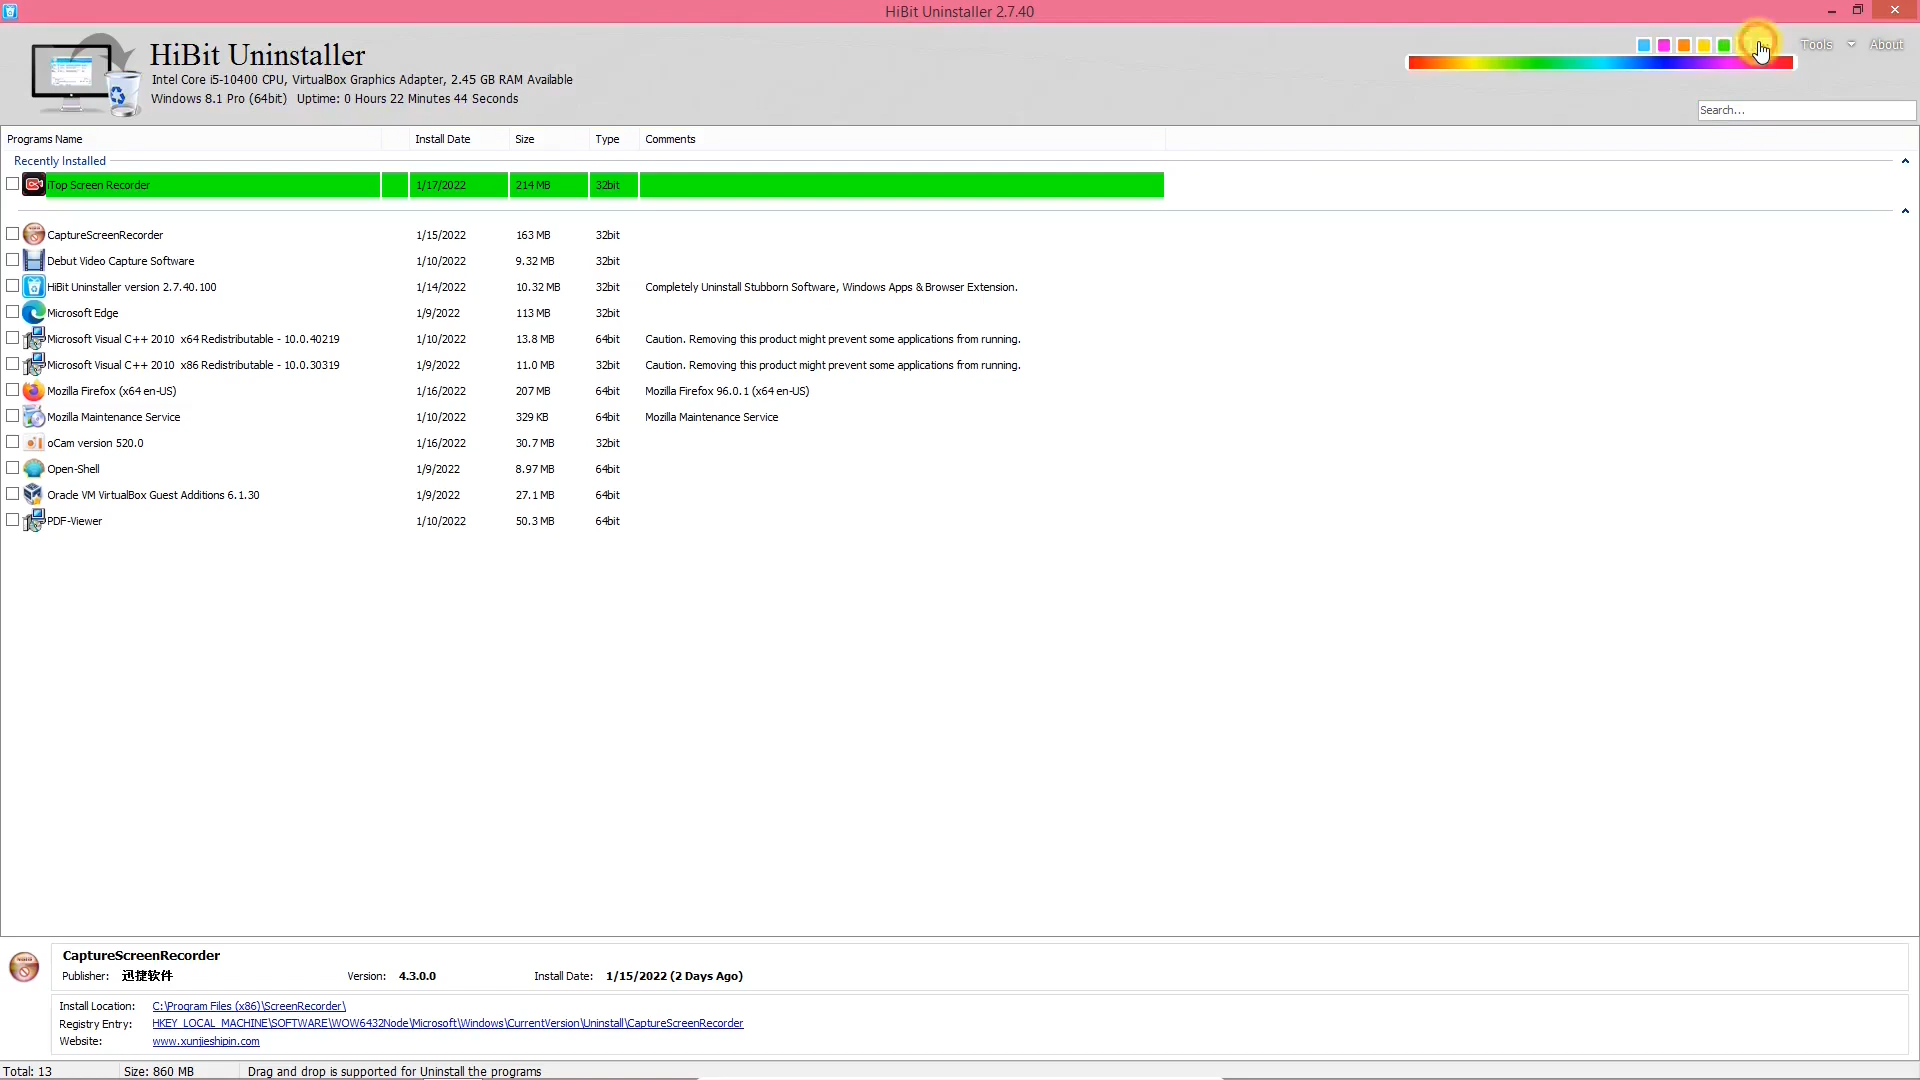 HiBit Uninstaller 2.7.40
Tools About
HiBit Uninstaller
Intel Core i5-10400 CPU, VirtualBox Graphics Adapter, 2.45 GB RAM Available
Windows 8.1 Pro (64bit) Uptime: 0 Hours 22 Minutes 44 Seconds
Search...
Programs Name Install Date Size Type Comments
Recently Installed
iTop Screen Recorder 1/17/2022 214 MB 32bit
CaptureScreenRecorder 1/15/2022 163 MB 32bit
Debut Video Capture Software 1/10/2022 9.32 MB 32bit
HiBit Uninstaller version 2.7.40.100 1/14/2022 10.32 MB 32bit Completely Uninstall Stubborn Software, Windows Apps & Browser Extension.
Microsoft Edge 1/9/2022 113 MB 32bit
Microsoft Visual C++ 2010 x64 Redistributable - 10.0.40219 1/10/2022 13.8 MB 64bit Caution. Removing this product might prevent some applications from running.
Microsoft Visual C++ 2010 x86 Redistributable - 10.0.30319 1/9/2022 11.0 MB 32bit Caution. Removing this product might prevent some applications from running.
Mozilla Firefox (x64 en-US) 1/16/2022 207 MB 64bit Mozilla Firefox 96.0.1 (x64 en-US)
Mozilla Maintenance Service 1/10/2022 329 KB 64bit Mozilla Maintenance Service
oCam version 520.0 1/16/2022 30.7 MB 32bit
Open-Shell 1/9/2022 8.97 MB 64bit
Oracle VM VirtualBox Guest Additions 6.1.30 1/9/2022 27.1 MB 64bit
PDF-Viewer 1/10/2022 50.3 MB 64bit
CaptureScreenRecorder
Publisher: 迅捷软件 Version: 4.3.0.0 Install Date: 1/15/2022 (2 Days Ago)
Install Location: C:\Program Files (x86)\ScreenRecorder\
Registry Entry: HKEY_LOCAL_MACHINE\SOFTWARE\WOW6432Node\Microsoft\Windows\CurrentVersion\Uninstall\CaptureScreenRecorder
Website: www.xunjieshipin.com
Total: 13 Size: 860 MB Drag and drop is supported for Uninstall the programs